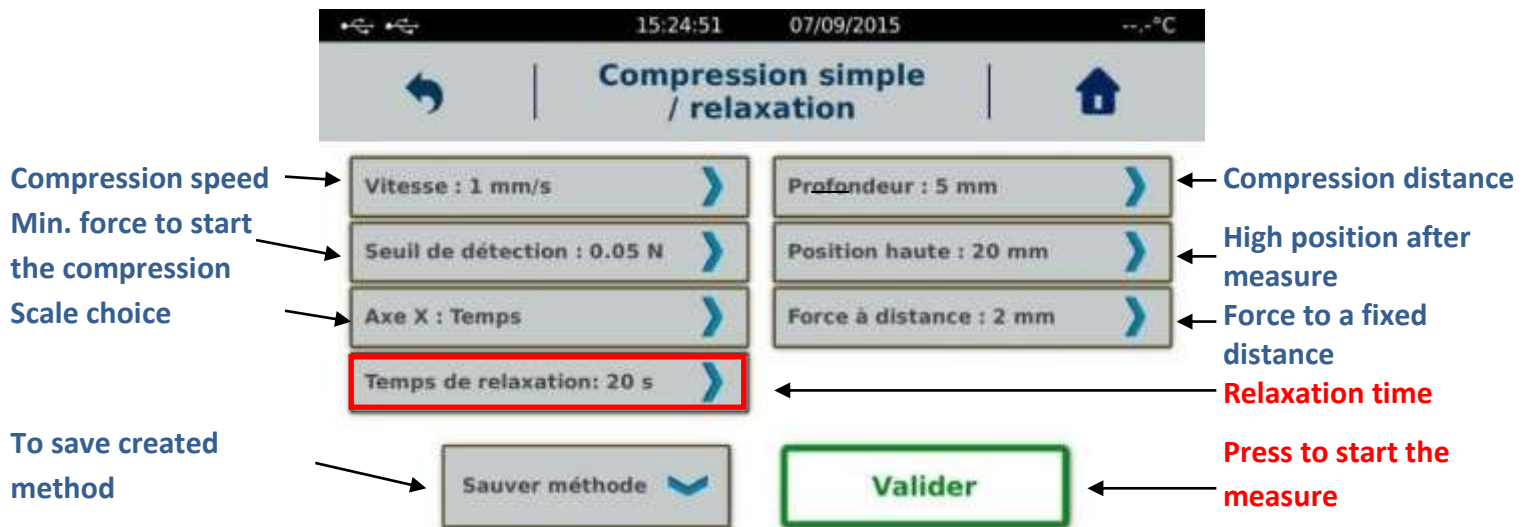 15:24:51 07/09/2015 --.-°C
Compression simple
/ relaxation
Compression speed
Vitesse : 1 mm/s
Profondeur : 5 mm
Compression distance
Min. force to start
the compression
Seuil de détection : 0.05 N
Position haute : 20 mm
High position after
measure
Scale choice
Axe X : Temps
Force à distance : 2 mm
Force to a fixed
distance
Temps de relaxation: 20 s
Relaxation time
To save created
method
Sauver méthode
Valider
Press to start the
measure